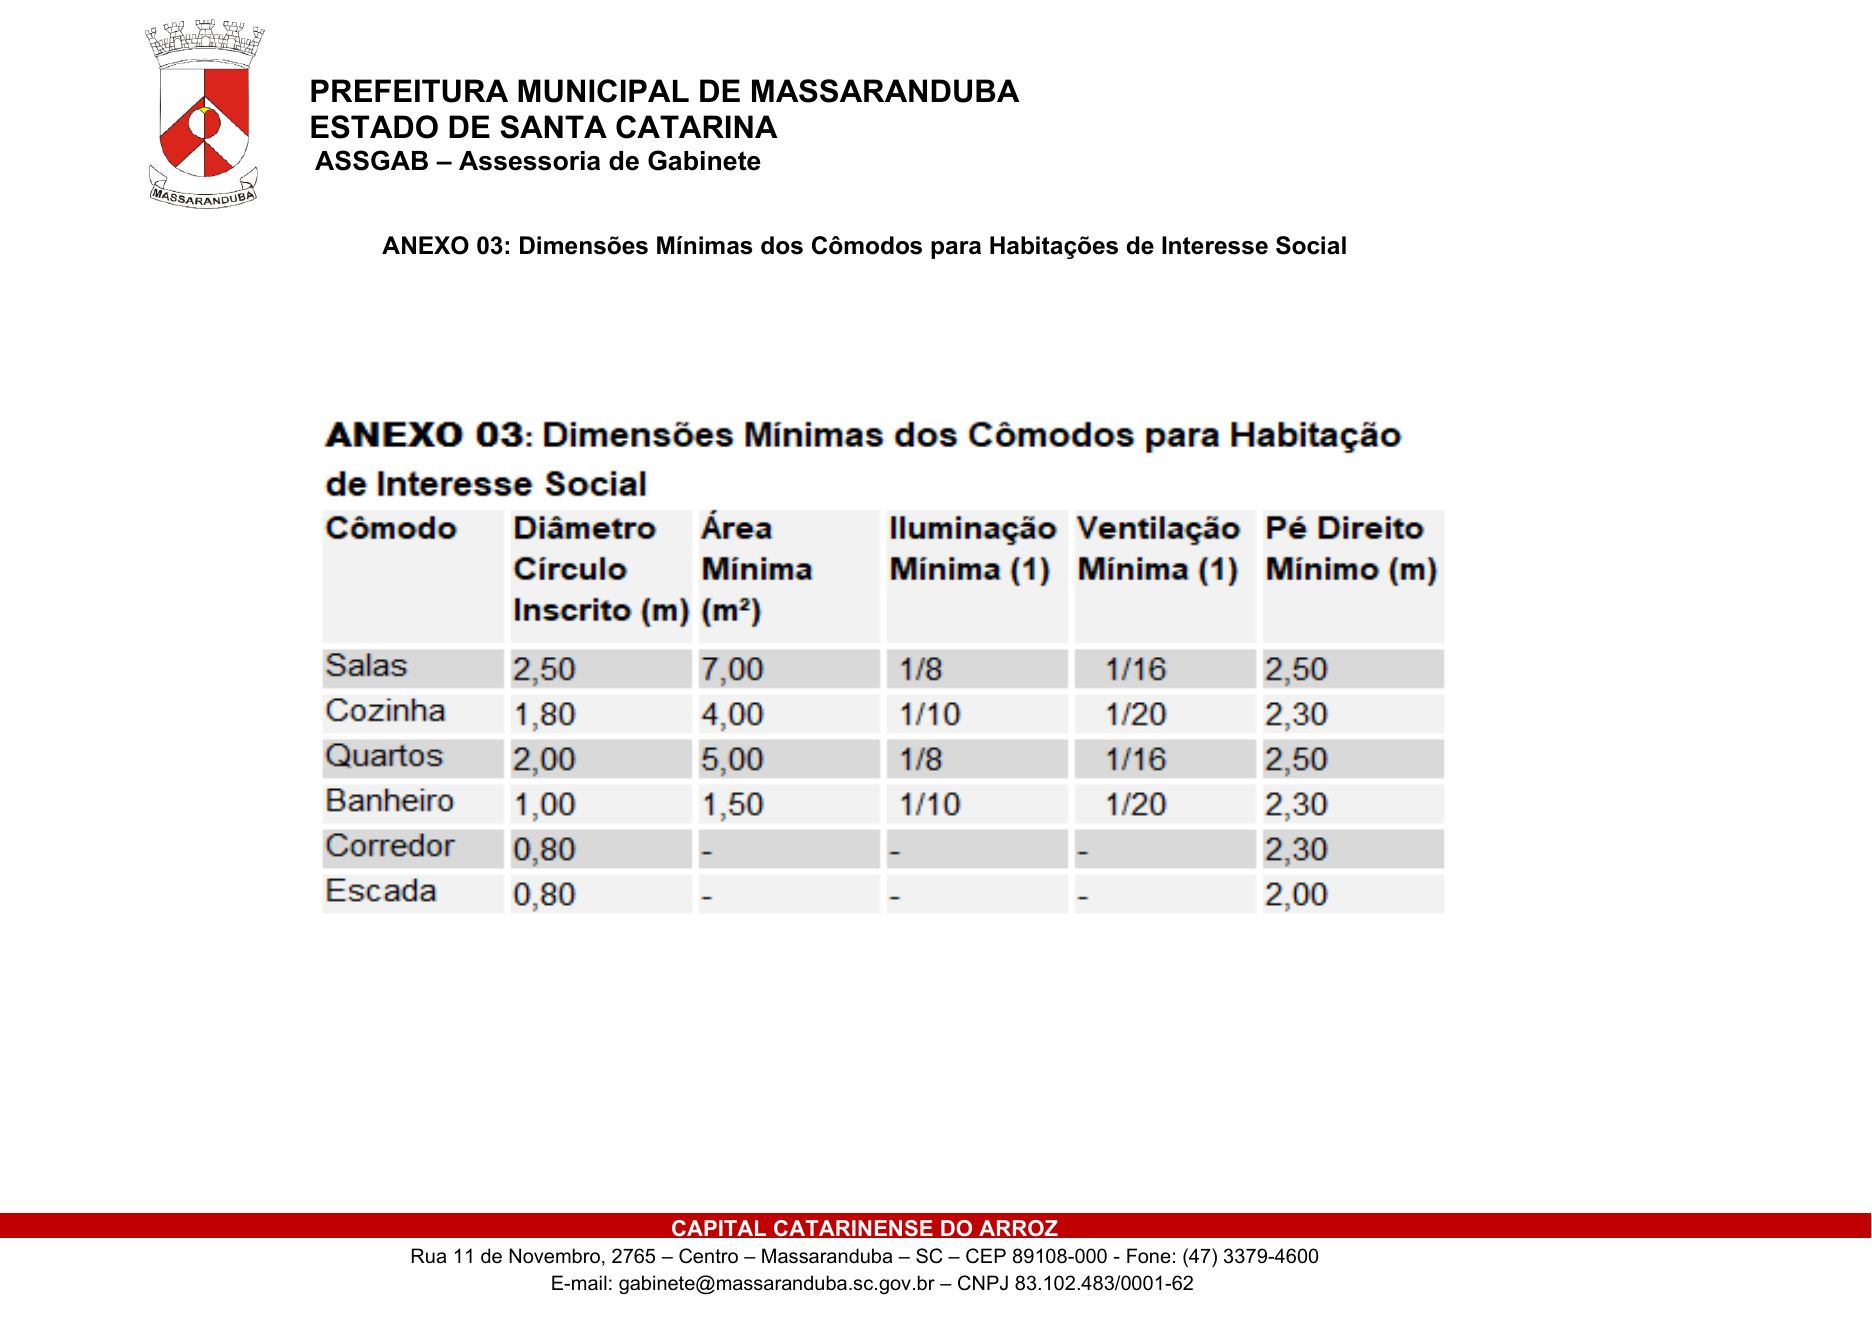 MASSARANDUBA
PREFEITURA MUNICIPAL DE MASSARANDUBA
ESTADO DE SANTA CATARINA
ASSGAB – Assessoria de Gabinete
ANEXO 03: Dimensões Mínimas dos Cômodos para Habitações de Interesse Social
ANEXO 03: Dimensões Mínimas dos Cômodos para Habitação
de Interesse Social
Cômodo Diâmetro Círculo Inscrito (m) Área Mínima (m²) Iluminação Mínima (1) Ventilação Mínima (1) Pé Direito Mínimo (m)
Salas 2,50 7,00 1/8 1/16 2,50
Cozinha 1,80 4,00 1/10 1/20 2,30
Quartos 2,00 5,00 1/8 1/16 2,50
Banheiro 1,00 1,50 1/10 1/20 2,30
Corredor 0,80 - - - 2,30
Escada 0,80 - - - 2,00
CAPITAL CATARINENSE DO ARROZ
Rua 11 de Novembro, 2765 – Centro – Massaranduba – SC – CEP 89108-000 - Fone: (47) 3379-4600
E-mail: gabinete@massaranduba.sc.gov.br – CNPJ 83.102.483/0001-62